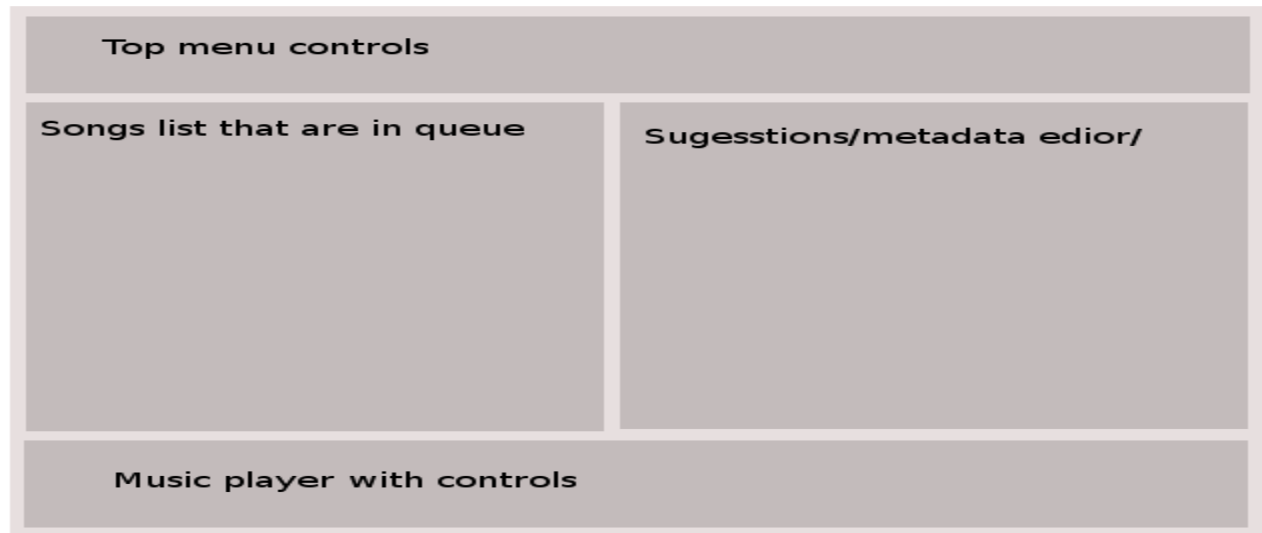 Top menu controls
Songs list that are in queue
Sugesstions/metadata edior/
Music player with controls